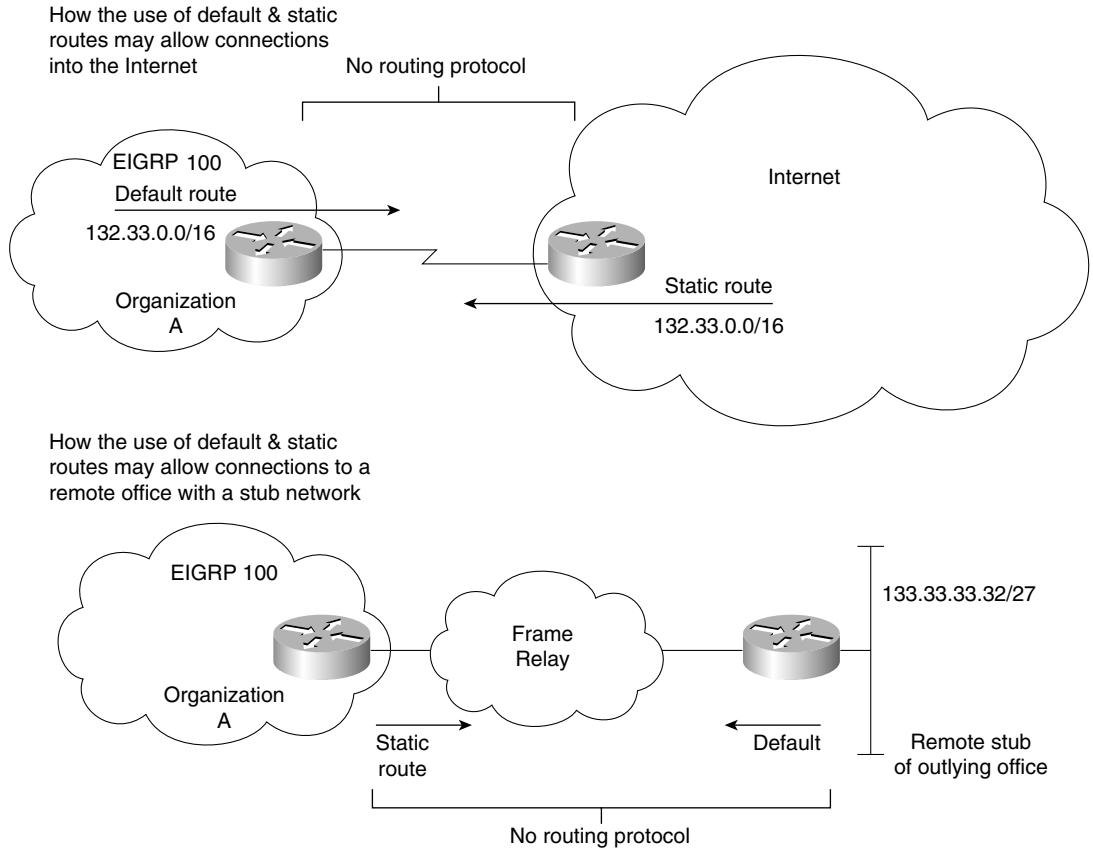 How the use of default & static
routes may allow connections
into the Internet
No routing protocol
EIGRP 100
Default route
132.33.0.0/16
Organization
A
Internet
Static route
132.33.0.0/16
How the use of default & static
routes may allow connections to a
remote office with a stub network
EIGRP 100
Organization
A
Frame
Relay
133.33.33.32/27
Static
route
Default
Remote stub
of outlying office
No routing protocol